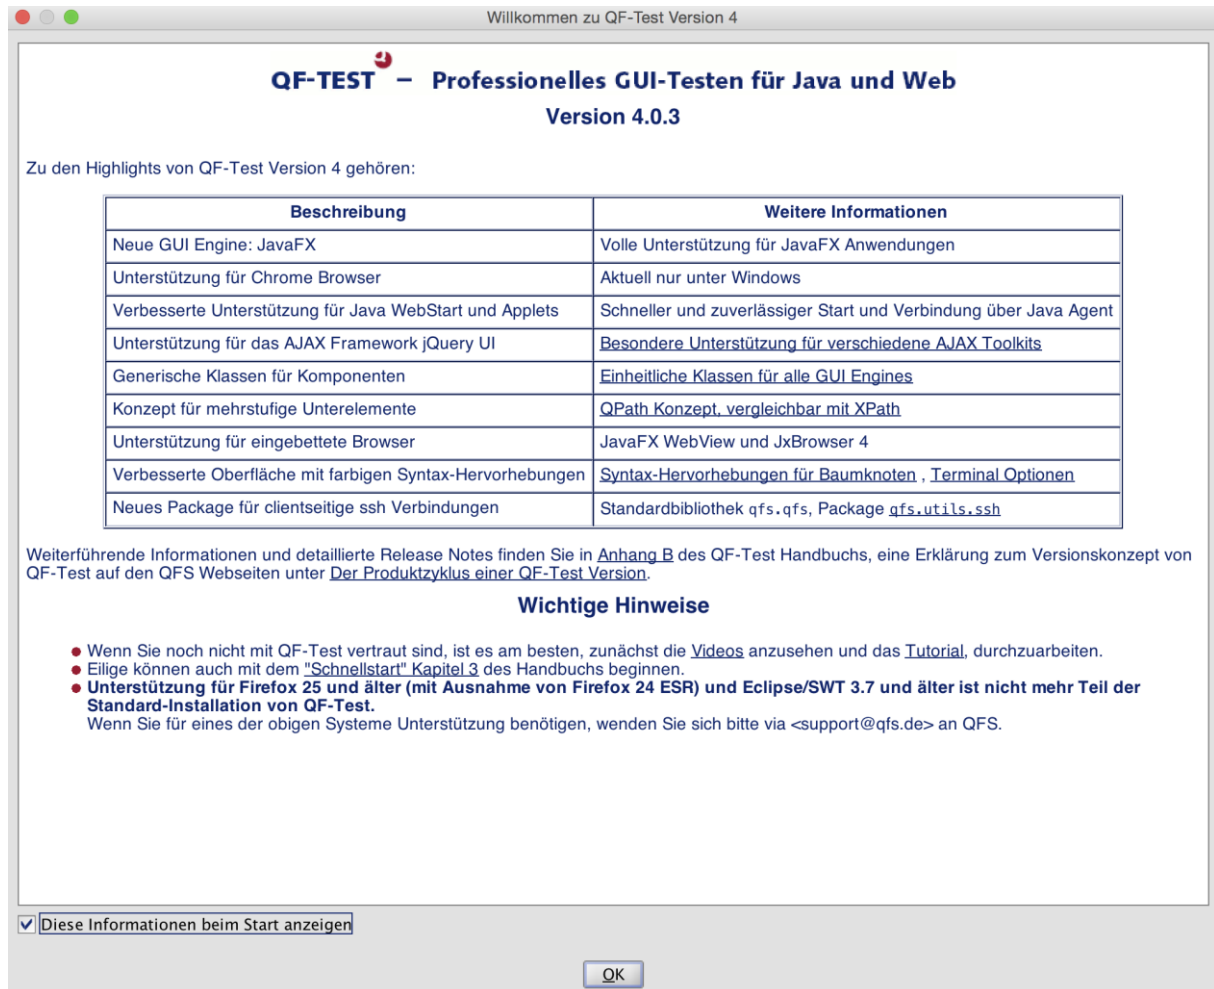 Willkommen zu QF-Test Version 4
QF-TEST – Professionelles GUI-Testen für Java und Web
Version 4.0.3
Zu den Highlights von QF-Test Version 4 gehören:
Beschreibung Weitere Informationen
Neue GUI Engine: JavaFX Volle Unterstützung für JavaFX Anwendungen
Unterstützung für Chrome Browser Aktuell nur unter Windows
Verbesserte Unterstützung für Java WebStart und Applets Schneller und zuverlässiger Start und Verbindung über Java Agent
Unterstützung für das AJAX Framework jQuery UI Besondere Unterstützung für verschiedene AJAX Toolkits
Generische Klassen für Komponenten Einheitliche Klassen für alle GUI Engines
Konzept für mehrstufige Unterelemente QPath Konzept, vergleichbar mit XPath
Unterstützung für eingebettete Browser JavaFX WebView und JxBrowser 4
Verbesserte Oberfläche mit farbigen Syntax-Hervorhebungen Syntax-Hervorhebungen für Baumknoten , Terminal Optionen
Neues Package für clientseitige ssh Verbindungen Standardbibliothek qfs.qfs, Package qfs.utils.ssh
Weiterführende Informationen und detaillierte Release Notes finden Sie in Anhang B des QF-Test Handbuchs, eine Erklärung zum Versionskonzept von
QF-Test auf den QFS Webseiten unter Der Produktzyklus einer QF-Test Version.
Wichtige Hinweise
● Wenn Sie noch nicht mit QF-Test vertraut sind, ist es am besten, zunächst die Videos anzusehen und das Tutorial, durchzuarbeiten.
● Eilige können auch mit dem "Schnellstart" Kapitel 3 des Handbuchs beginnen.
● Unterstützung für Firefox 25 und älter (mit Ausnahme von Firefox 24 ESR) und Eclipse/SWT 3.7 und älter ist nicht mehr Teil der
Standard-Installation von QF-Test.
Wenn Sie für eines der obigen Systeme Unterstützung benötigen, wenden Sie sich bitte via <support@qfs.de> an QFS.
Diese Informationen beim Start anzeigen
OK